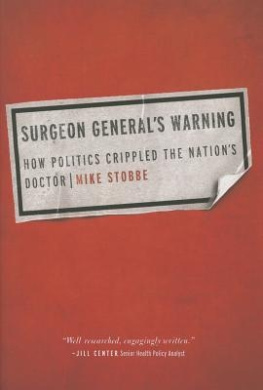 SURGEON GENERAL'S WARNING
HOW POLITICS CRIPPLED THE NATION'S
DOCTOR | MIKE STOBBE
"Well researched, engagingly written."
–JILL CENTER Senior Health Policy Analyst